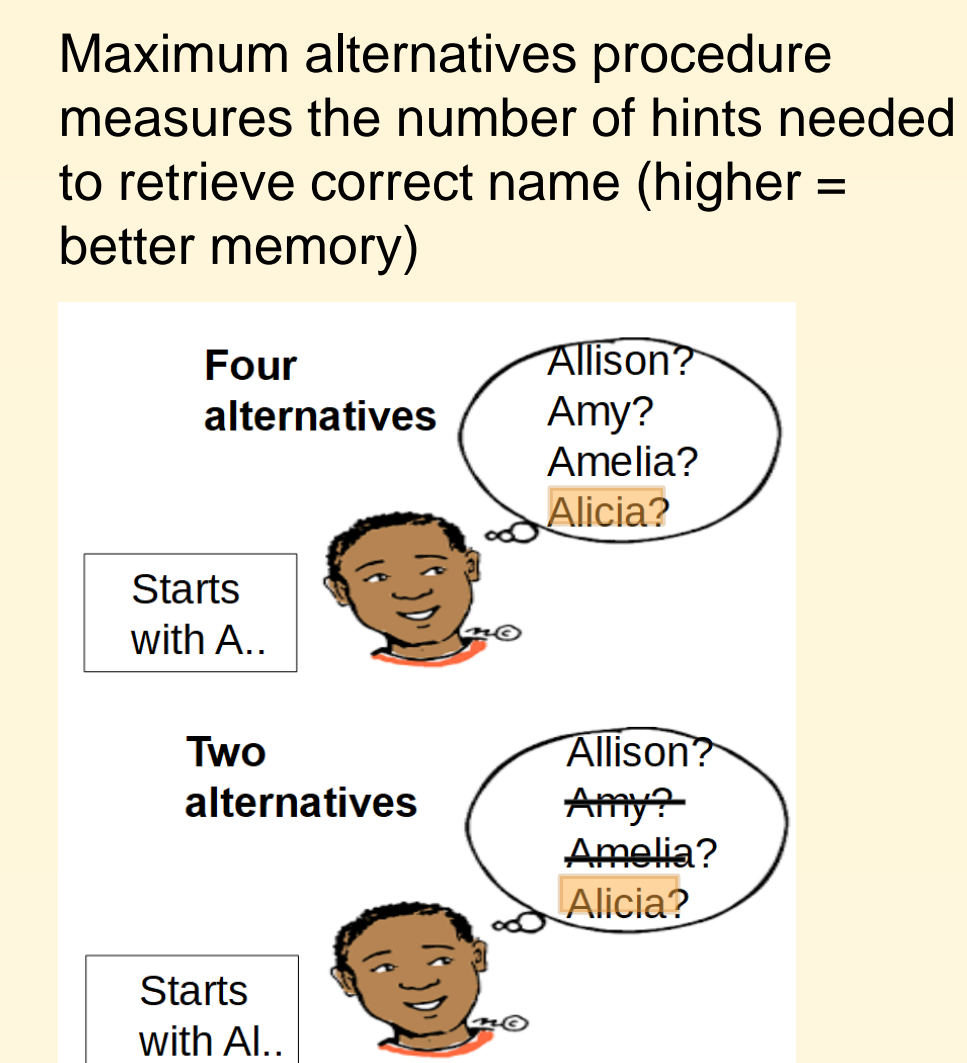 Maximum alternatives procedure
measures the number of hints needed
to retrieve correct name (higher =
better memory)
Four
alternatives
Allison?
Amy?
Amelia?
Alicia?
Starts
with A..
Two
alternatives
Allison?
Amy?
Amelia?
Alicia?
Starts
with Al..